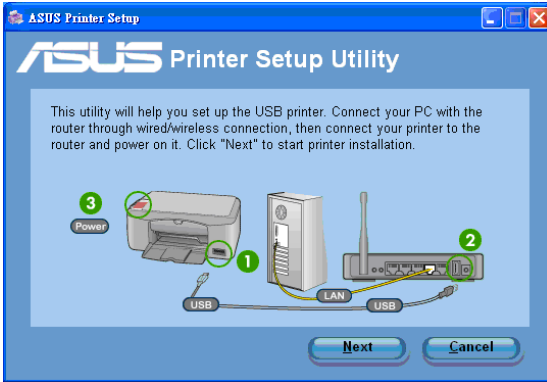 ASUS Printer Setup
ASUS Printer Setup Utility
This utility will help you set up the USB printer. Connect your PC with the
router through wired/wireless connection, then connect your printer to the
router and power on it. Click "Next" to start printer installation.
3
Power
1
2
USB
LAN
USB
Next
Cancel